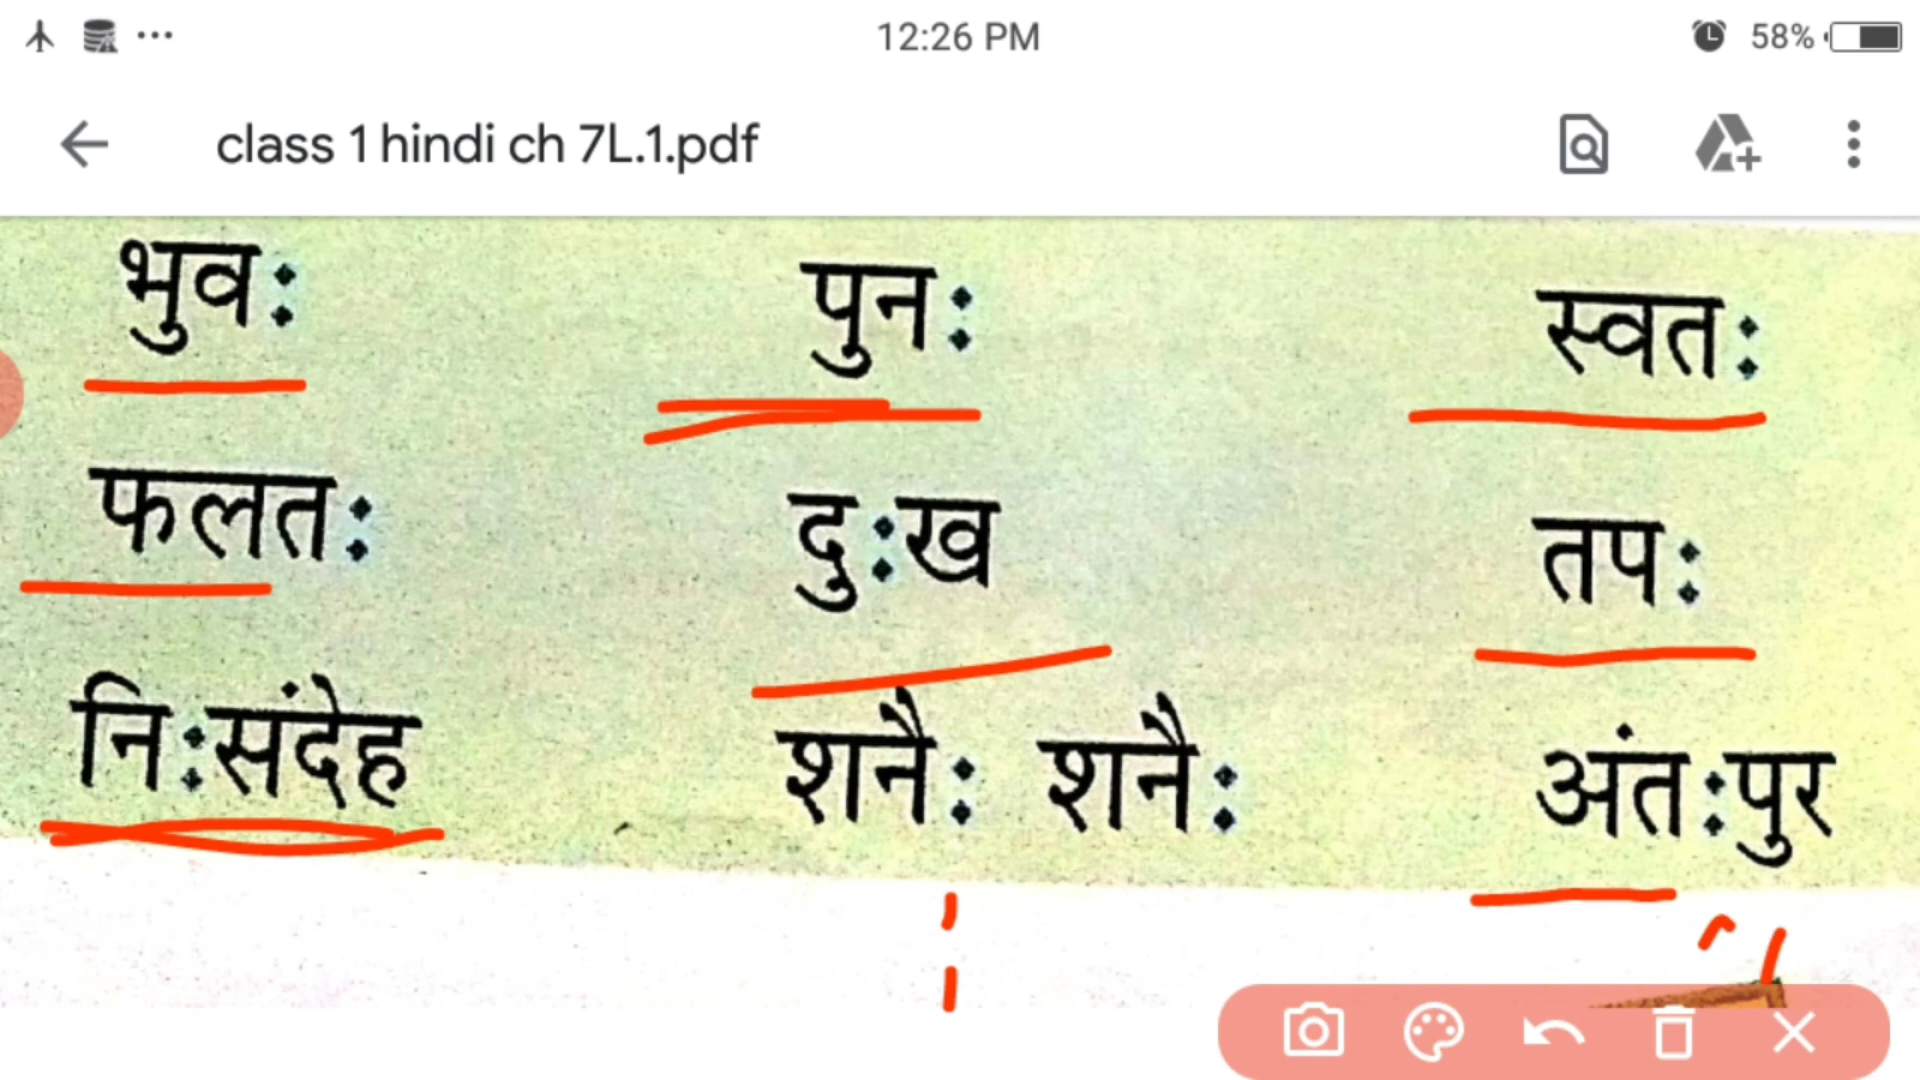 12:26 PM 58%
class 1 hindi ch 7L.1.pdf
भुवः पुनः स्वतः
फलतः दुःख तपः
निःसंदेह शनैः शनैः अंतःपुर